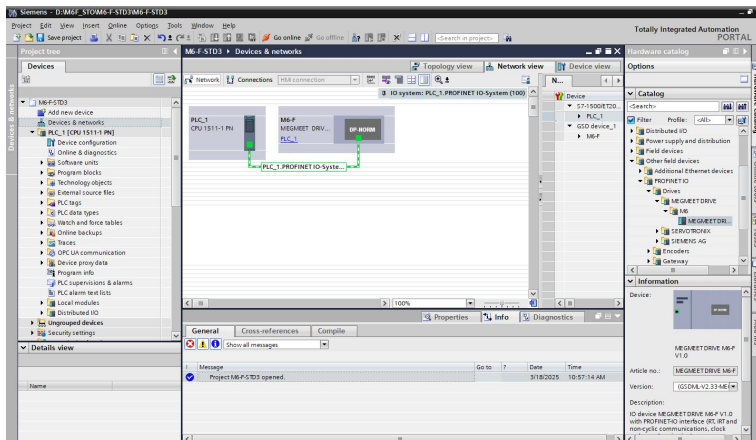 Siemens - D:\M6F_STO\M6-F-STD3\M6-F-STD3
Project Edit View Insert Online Options Tools Window Help
Save project
Go online
Go offline
<Search in project>
Totally Integrated Automation
PORTAL
Project tree
Devices
Devices & networks
M6-F-STD3
Add new device
Devices & networks
PLC_1 [CPU 1511-1 PN]
Device configuration
Online & diagnostics
Software units
Program blocks
Technology objects
External source files
PLC tags
PLC data types
Watch and force tables
Online backups
Traces
OPC UA communication
Device proxy data
Program info
PLC supervisions & alarms
PLC alarm text lists
Local modules
Distributed I/O
Ungrouped devices
Security settings
Details view
Name
M6-F-STD3 ▸ Devices & networks
Topology view
Network view
Device view
Network
Connections
HMI connection
IO system: PLC_1.PROFINET IO-System (100)
PLC_1
CPU 1511-1 PN
M6-F
MEGMEET DRIV...
PLC_1
DP-NORM
PLC_1.PROFINET IO-Syste...
100%
N...
Device
S7-1500/ET20...
PLC_1
GSD device_1
M6-F
Properties
Info
Diagnostics
General
Cross-references
Compile
Show all messages
! Message Go to ? Date Time
Project M6-F-STD3 opened. 3/18/2025 10:57:14 AM
Hardware catalog
Options
Catalog
<Search>
Filter Profile: <All>
Distributed I/O
Power supply and distribution
Field devices
Other field devices
Additional Ethernet devices
PROFINET IO
Drives
MEGMEET DRIVE
M6
MEGMEET DRI...
SERVOTRONIX
SIEMENS AG
Encoders
Gateway
Information
Device:
DP-NORM
MEGMEET DRIVE M6-F
V1.0
Article no.: MEGMEET DRIVE M6-F
Version: (GSDML-V2.33-ME
Description:
IO device MEGMEET DRIVE M6-F V1.0
with PROFINET-IO interface (RT, IRT and
non-cyclic communications, clock